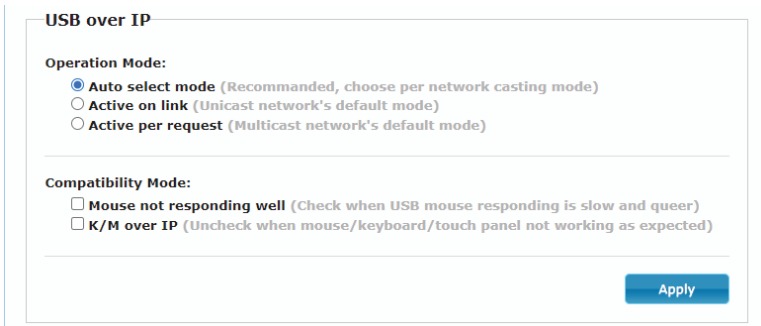 USB over IP
Operation Mode:
Auto select mode (Recommanded, choose per network casting mode)
Active on link (Unicast network's default mode)
Active per request (Multicast network's default mode)
Compatibility Mode:
Mouse not responding well (Check when USB mouse responding is slow and queer)
K/M over IP (Uncheck when mouse/keyboard/touch panel not working as expected)
Apply